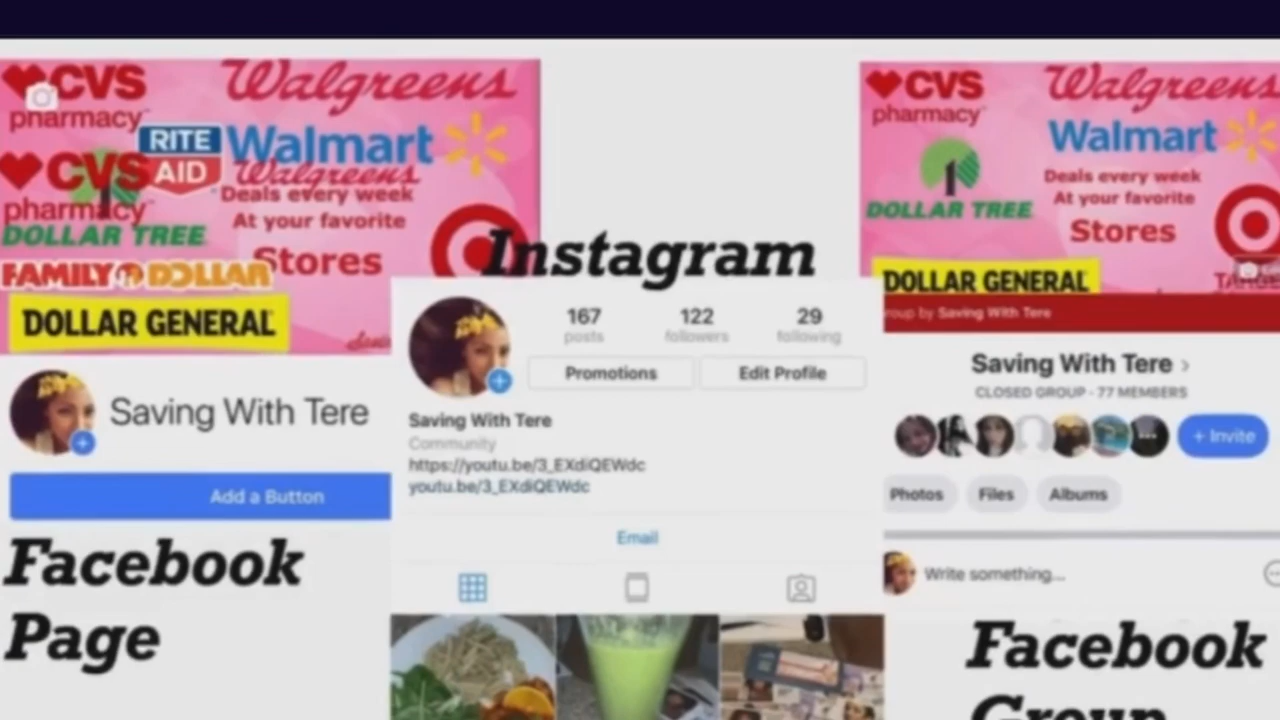 CVS
pharmacy
Walgreens
RITE
AID
Walmart
CVS
pharmacy
Walgreens
Deals every week
At your favorite
Stores
DOLLAR TREE
FAMILY DOLLAR
DOLLAR GENERAL
Saving With Tere
Add a Button
Facebook
Page
Instagram
167
posts
122
followers
29
following
Promotions
Edit Profile
Saving With Tere
Community
https://youtu.be/3_EXdiQEWdc
youtu.be/3_EXdiQEWdc
Email
CVS
pharmacy
Walgreens
Walmart
Deals every week
At your favorite
Stores
DOLLAR TREE
DOLLAR GENERAL
roup by Saving With Tere
Saving With Tere
CLOSED GROUP · 77 MEMBERS
+ Invite
Photos
Files
Albums
Write something...
Facebook
Group